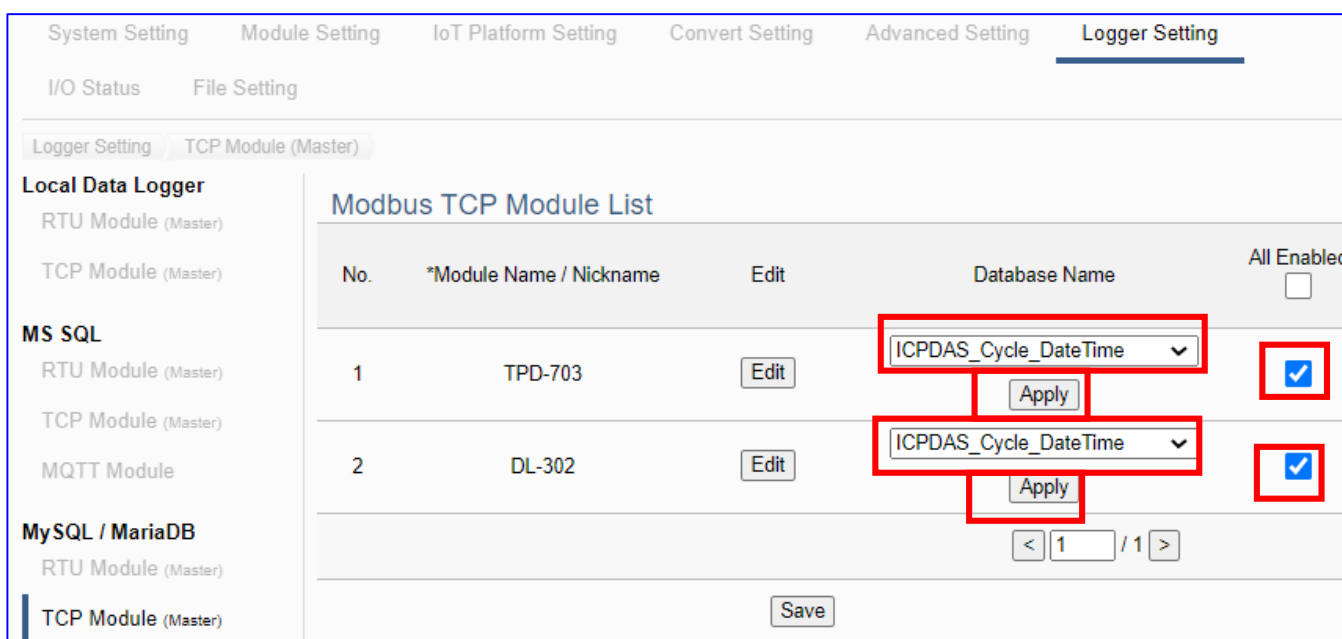 System Setting Module Setting IoT Platform Setting Convert Setting Advanced Setting Logger Setting
I/O Status File Setting
Logger Setting TCP Module (Master)
Local Data Logger
RTU Module (Master)
TCP Module (Master)
MS SQL
RTU Module (Master)
TCP Module (Master)
MQTT Module
MySQL / MariaDB
RTU Module (Master)
TCP Module (Master)
Modbus TCP Module List
No. *Module Name / Nickname Edit Database Name All Enabled
1 TPD-703 Edit ICPDAS_Cycle_DateTime
Apply
2 DL-302 Edit ICPDAS_Cycle_DateTime
Apply
< 1 / 1 >
Save